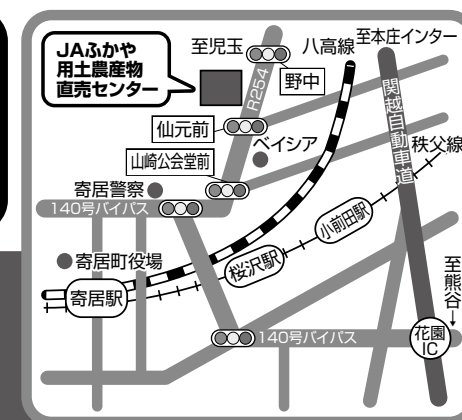 JAふかや
用土農産物
直売センター
至児玉
八高線
至本庄インター
野中
R254
仙元前
ベイシア
関越自動車道
秩父線
山崎公会堂前
寄居警察
140号バイパス
小前田駅
寄居町役場
桜沢駅
至熊谷
寄居駅
140号バイパス
花園
IC